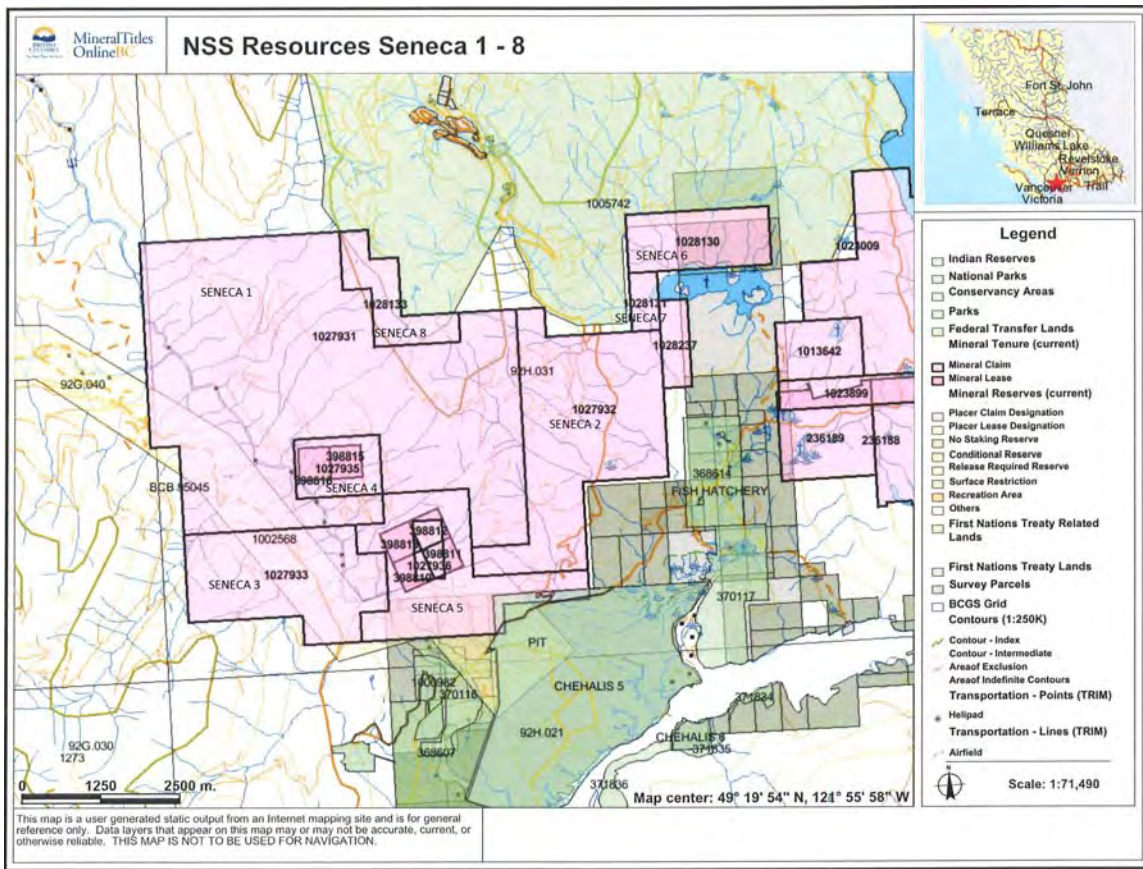 BRITISH
COLUMBIA
MineralTitles
OnlineBC
NSS Resources Seneca 1 - 8
Fort St. John
Terrace
Quesnel
Williams Lake
Revelstoke
Vernon
Vancouver
Trail
Victoria
1005742
1028130
SENECA 6
1023009
SENECA 1
1028133
1028131
SENECA 7
SENECA 8
1027931
1028237
1013642
92H.031
92G.040
1023899
1027932
SENECA 2
236189
236188
398815
1027935
398816
SENECA 4
368614
FISH HATCHERY
BCB 95045
398812
1002568
398811
1027936
1027933
SENECA 3
SENECA 5
370117
PIT
CHEHALIS 5
370116
371834
92H.021
CHEHALIS 6
371835
92G.030
1273
368607
371836
0 1250 2500 m.
Map center: 49° 19' 54" N, 121° 55' 58" W
This map is a user generated static output from an Internet mapping site and is for general
reference only. Data layers that appear on this map may or may not be accurate, current, or
otherwise reliable. THIS MAP IS NOT TO BE USED FOR NAVIGATION.
Legend
Indian Reserves
National Parks
Conservancy Areas
Parks
Federal Transfer Lands
Mineral Tenure (current)
Mineral Claim
Mineral Lease
Mineral Reserves (current)
Placer Claim Designation
Placer Lease Designation
No Staking Reserve
Conditional Reserve
Release Required Reserve
Surface Restriction
Recreation Area
Others
First Nations Treaty Related
Lands
First Nations Treaty Lands
Survey Parcels
BCGS Grid
Contours (1:250K)
Contour - Index
Contour - Intermediate
Areaof Exclusion
Areaof Indefinite Contours
Transportation - Points (TRIM)
Helipad
Transportation - Lines (TRIM)
Airfield
N
Scale: 1:71,490